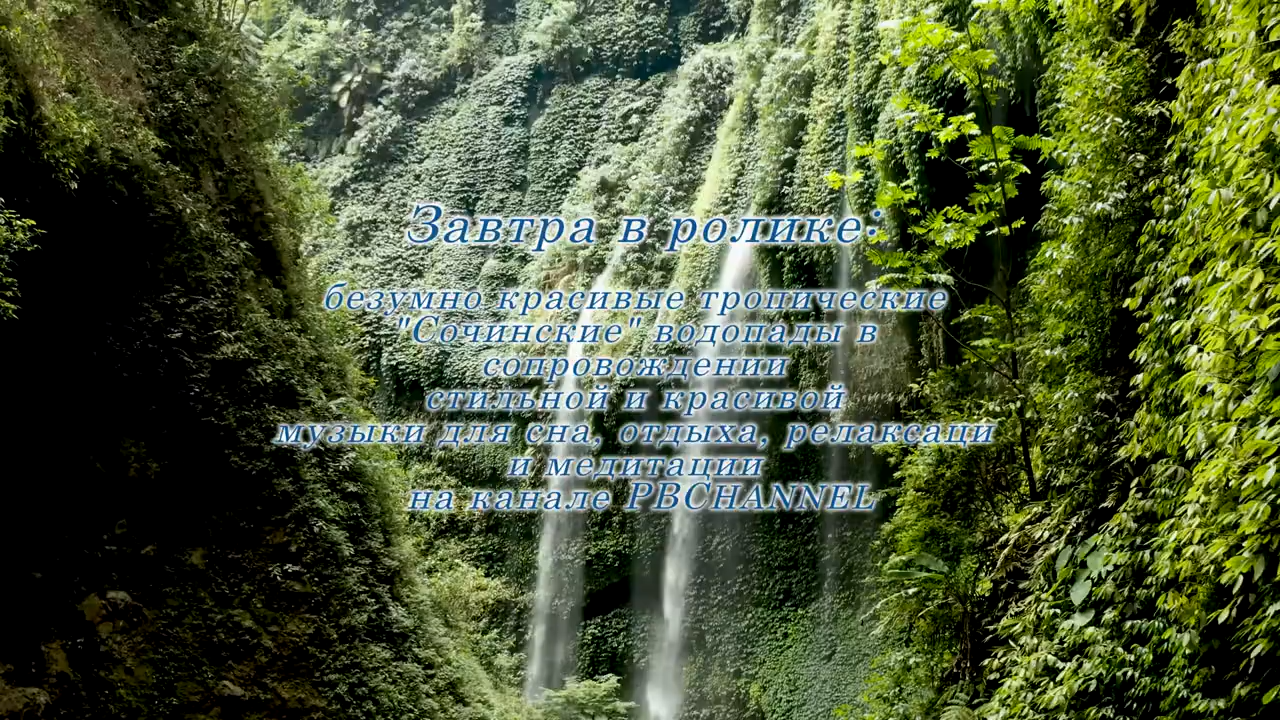 Завтра в ролике:
безумно красивые тропические
"Сочинские" водопады в
сопровождении
стильной и красивой
музыки для сна, отдыха, релаксаци
и медитации
на канале PBCHANNEL